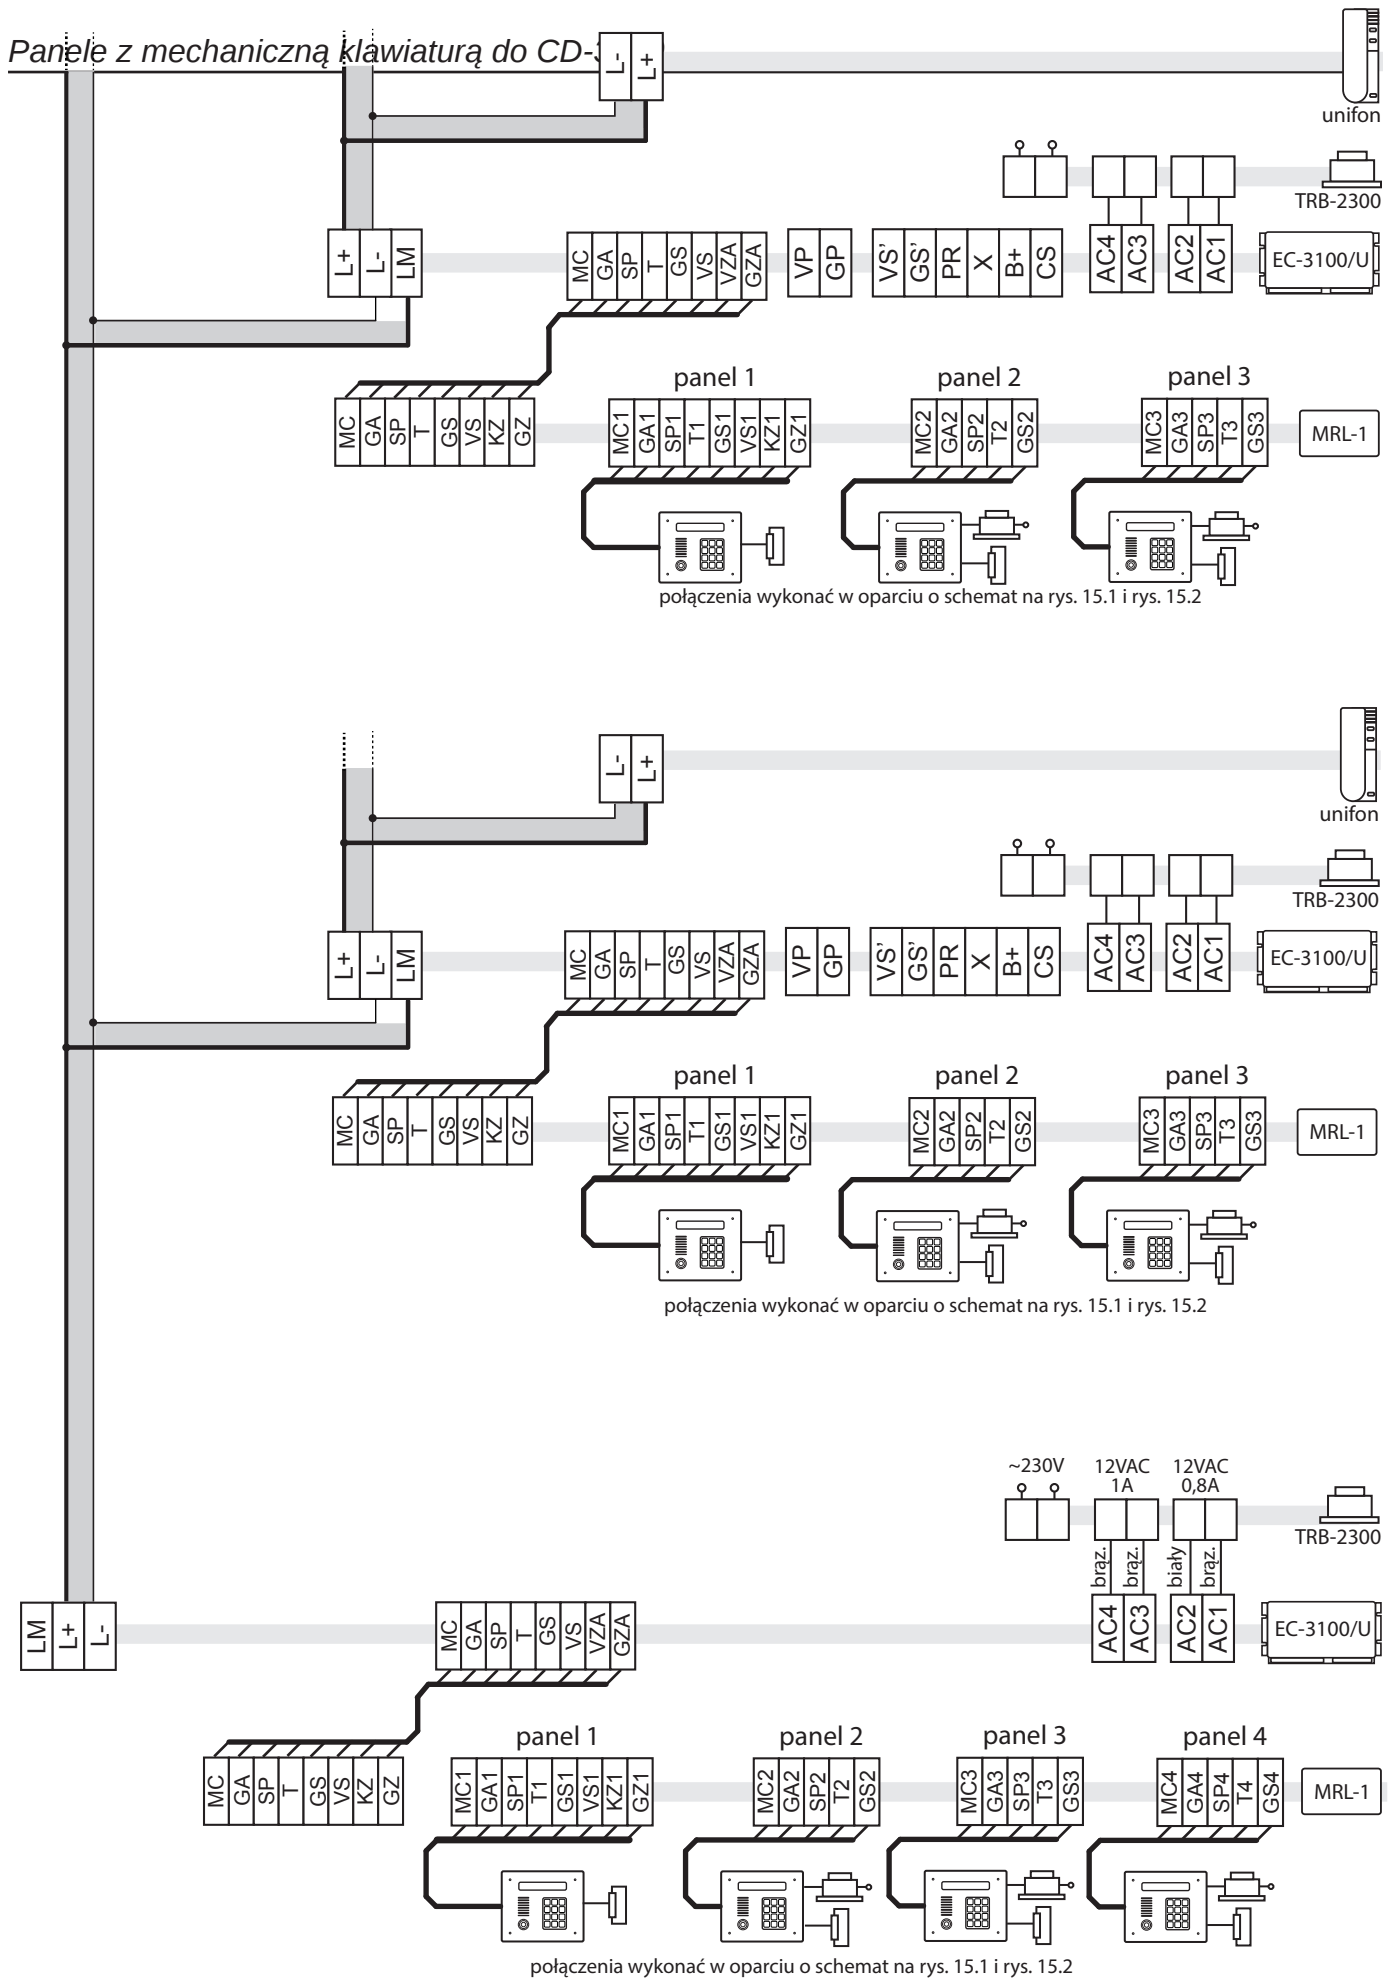 Panele z mechaniczną klawiaturą do CD-
L- L+
unifon
TRB-2300
L+ L- LM
MC GA SP T GS VS VZA GZA
VP GP
VS' GS' PR X B+ CS
AC4 AC3
AC2 AC1
EC-3100/U
panel 1 panel 2 panel 3
MC GA SP T GS VS KZ GZ
MC1 GA1 SP1 T1 GS1 VS1 KZ1 GZ1
MC2 GA2 SP2 T2 GS2
MC3 GA3 SP3 T3 GS3
MRL-1
połączenia wykonać w oparciu o schemat na rys. 15.1 i rys. 15.2
L- L+
unifon
TRB-2300
L+ L- LM
MC GA SP T GS VS VZA GZA
VP GP
VS' GS' PR X B+ CS
AC4 AC3
AC2 AC1
EC-3100/U
panel 1 panel 2 panel 3
MC GA SP T GS VS KZ GZ
MC1 GA1 SP1 T1 GS1 VS1 KZ1 GZ1
MC2 GA2 SP2 T2 GS2
MC3 GA3 SP3 T3 GS3
MRL-1
połączenia wykonać w oparciu o schemat na rys. 15.1 i rys. 15.2
~230V 12VAC 12VAC
1A 0,8A
TRB-2300
brąz. brąz. biały brąz.
LM L+ L-
MC GA SP T GS VS VZA GZA
AC4 AC3
AC2 AC1
EC-3100/U
panel 1 panel 2 panel 3 panel 4
MC GA SP T GS VS KZ GZ
MC1 GA1 SP1 T1 GS1 VS1 KZ1 GZ1
MC2 GA2 SP2 T2 GS2
MC3 GA3 SP3 T3 GS3
MC4 GA4 SP4 T4 GS4
MRL-1
połączenia wykonać w oparciu o schemat na rys. 15.1 i rys. 15.2